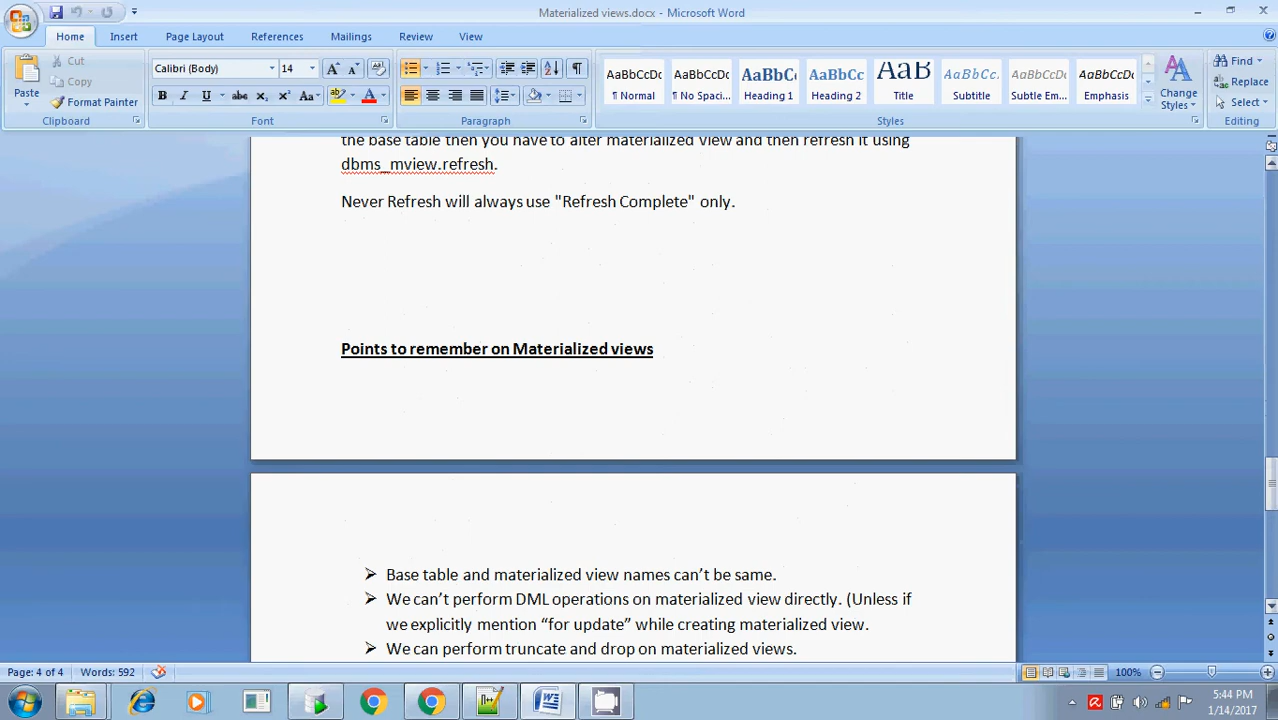 Materialized views.docx - Microsoft Word
Home Insert Page Layout References Mailings Review View
Paste
Cut
Copy
Format Painter
Clipboard
Calibri (Body) 14
Font
Paragraph
AaBbCcDc AaBbCcDc AaBbC AaBbCc AaB AaBbCc. AaBbCcDc AaBbCcDc
¶ Normal ¶ No Spaci... Heading 1 Heading 2 Title Subtitle Subtle Em... Emphasis
Change Styles
Styles
Find
Replace
Select
Editing
the base table then you have to alter materialized view and then refresh it using
dbms_mview.refresh.
Never Refresh will always use "Refresh Complete" only.
Points to remember on Materialized views
➢ Base table and materialized view names can’t be same.
➢ We can’t perform DML operations on materialized view directly. (Unless if
we explicitly mention “for update” while creating materialized view.
➢ We can perform truncate and drop on materialized views.
Page: 4 of 4 Words: 592 100%
5:44 PM
1/14/2017